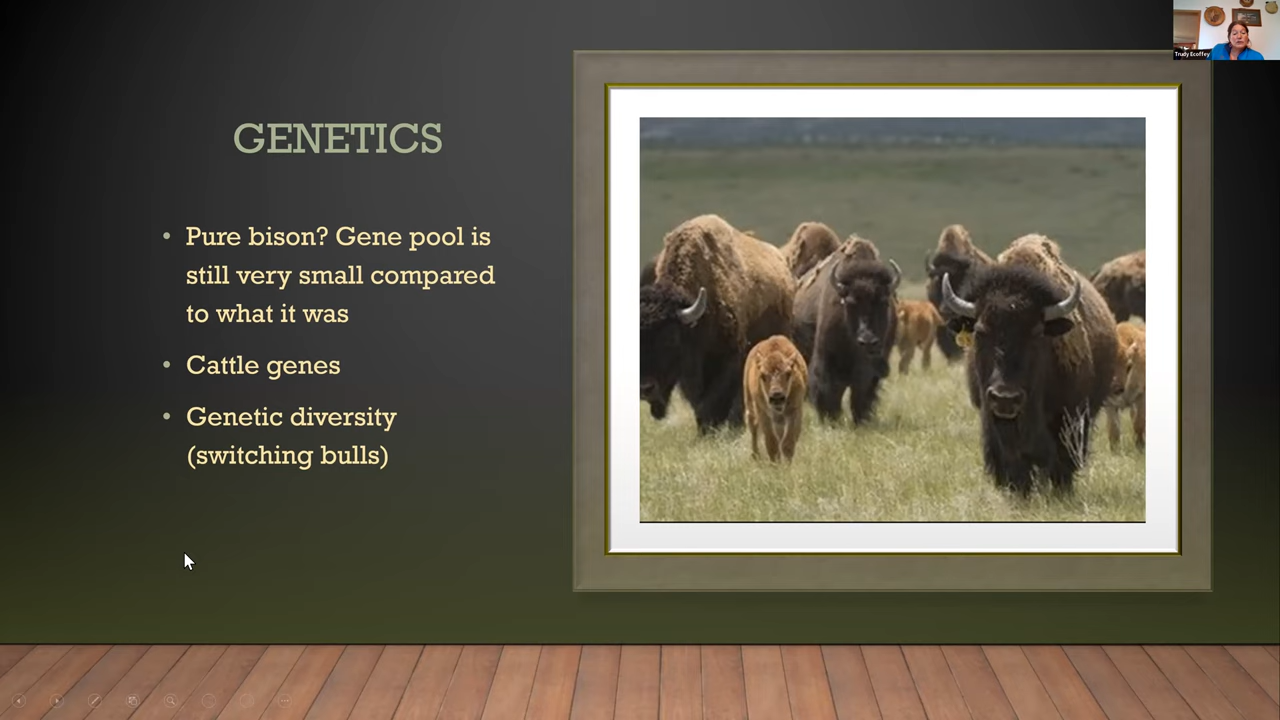 Trudy Ecoffey
GENETICS
• Pure bison? Gene pool is
still very small compared
to what it was
• Cattle genes
• Genetic diversity
(switching bulls)